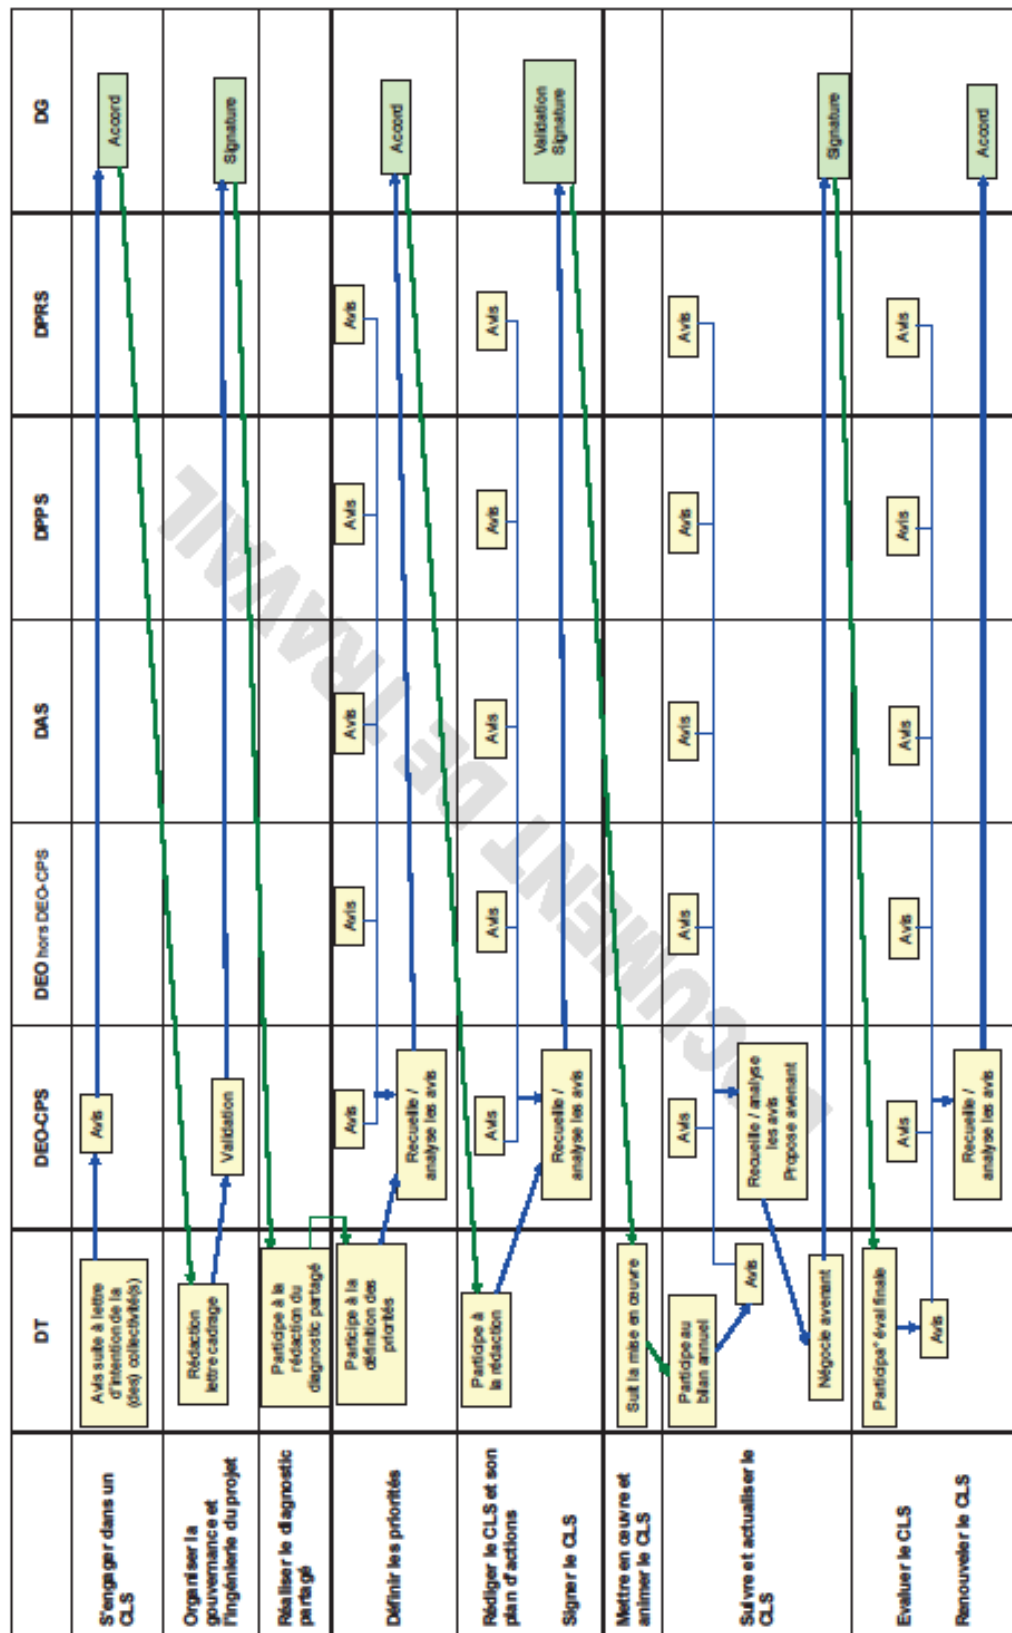 DT
DEO-CPS
DEO hors DEO-CPS
DAS
DPPS
DPRS
DG
S'engager dans un
CLS
Avis suite à lettre
d'intention de la
(des) collectivité(s)
Avis
Accord
Organiser la
gouvernance et
l'ingénierie du projet
Rédaction
lettre cadrage
Validation
Signature
Réaliser le diagnostic
partagé
Participe à la
rédaction du
diagnostic partagé
Définir les priorités
Participe à la
définition des
priorités
Avis
Avis
Avis
Avis
Avis
Recueille /
analyse les avis
Accord
Rédiger le CLS et son
plan d'actions
Participe à
la rédaction
Avis
Avis
Avis
Avis
Avis
Signer le CLS
Recueille /
analyse les avis
Validation
Signature
Mettre en œuvre et
animer le CLS
Suit la mise en œuvre
Suivre et actualiser le
CLS
Participe au
bilan annuel
Avis
Avis
Avis
Avis
Avis
Avis
Recueille / analyse
les avis
Propose avenant
Négocie avenant
Signature
Evaluer le CLS
Participa° éval finale
Avis
Avis
Avis
Avis
Avis
Avis
Renouveler le CLS
Recueille /
analyse les avis
Accord
DOCUMENT DE TRAVAIL